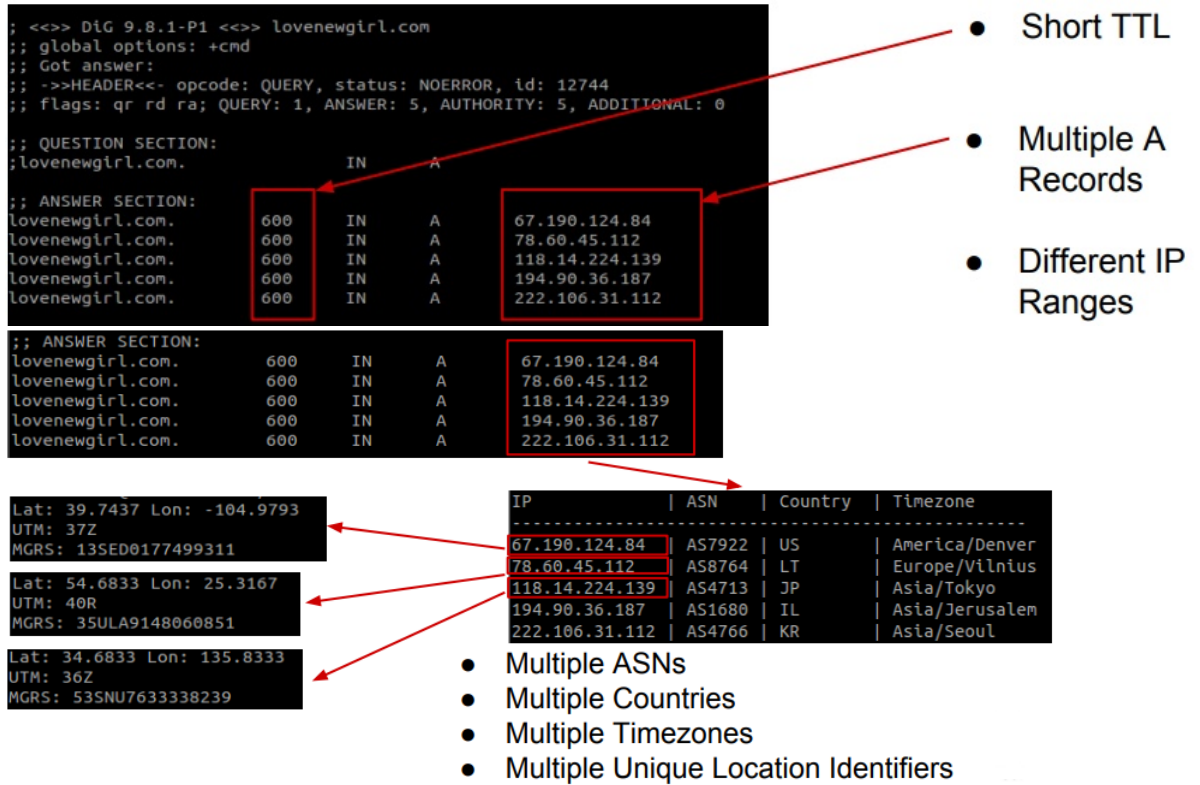 ; <<>> DiG 9.8.1-P1 <<>> lovenewgirl.com
;; global options: +cmd
;; Got answer:
;; ->>HEADER<<- opcode: QUERY, status: NOERROR, id: 12744
;; flags: qr rd ra; QUERY: 1, ANSWER: 5, AUTHORITY: 5, ADDITIONAL: 0
;; QUESTION SECTION:
;lovenewgirl.com. IN A
;; ANSWER SECTION:
lovenewgirl.com. 600 IN A 67.190.124.84
lovenewgirl.com. 600 IN A 78.60.45.112
lovenewgirl.com. 600 IN A 118.14.224.139
lovenewgirl.com. 600 IN A 194.90.36.187
lovenewgirl.com. 600 IN A 222.106.31.112
● Short TTL
● Multiple A
Records
● Different IP
Ranges
;; ANSWER SECTION:
lovenewgirl.com. 600 IN A 67.190.124.84
lovenewgirl.com. 600 IN A 78.60.45.112
lovenewgirl.com. 600 IN A 118.14.224.139
lovenewgirl.com. 600 IN A 194.90.36.187
lovenewgirl.com. 600 IN A 222.106.31.112
Lat: 39.7437 Lon: -104.9793
UTM: 37Z
MGRS: 13SED0177499311
Lat: 54.6833 Lon: 25.3167
UTM: 40R
MGRS: 35ULA9148060851
Lat: 34.6833 Lon: 135.8333
UTM: 36Z
MGRS: 53SNU7633338239
IP | ASN | Country | Timezone
--------------------------------------------------
67.190.124.84 | AS7922 | US | America/Denver
78.60.45.112 | AS8764 | LT | Europe/Vilnius
118.14.224.139 | AS4713 | JP | Asia/Tokyo
194.90.36.187 | AS1680 | IL | Asia/Jerusalem
222.106.31.112 | AS4766 | KR | Asia/Seoul
● Multiple ASNs
● Multiple Countries
● Multiple Timezones
● Multiple Unique Location Identifiers